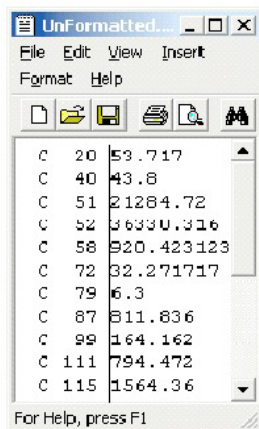 UnFormatted....
File Edit View Insert
Format Help
C 20 53.717
C 40 43.8
C 51 21284.72
C 52 36330.316
C 58 920.423123
C 72 32.271717
C 79 6.3
C 87 811.836
C 99 164.162
C 111 794.472
C 115 1564.36
For Help, press F1